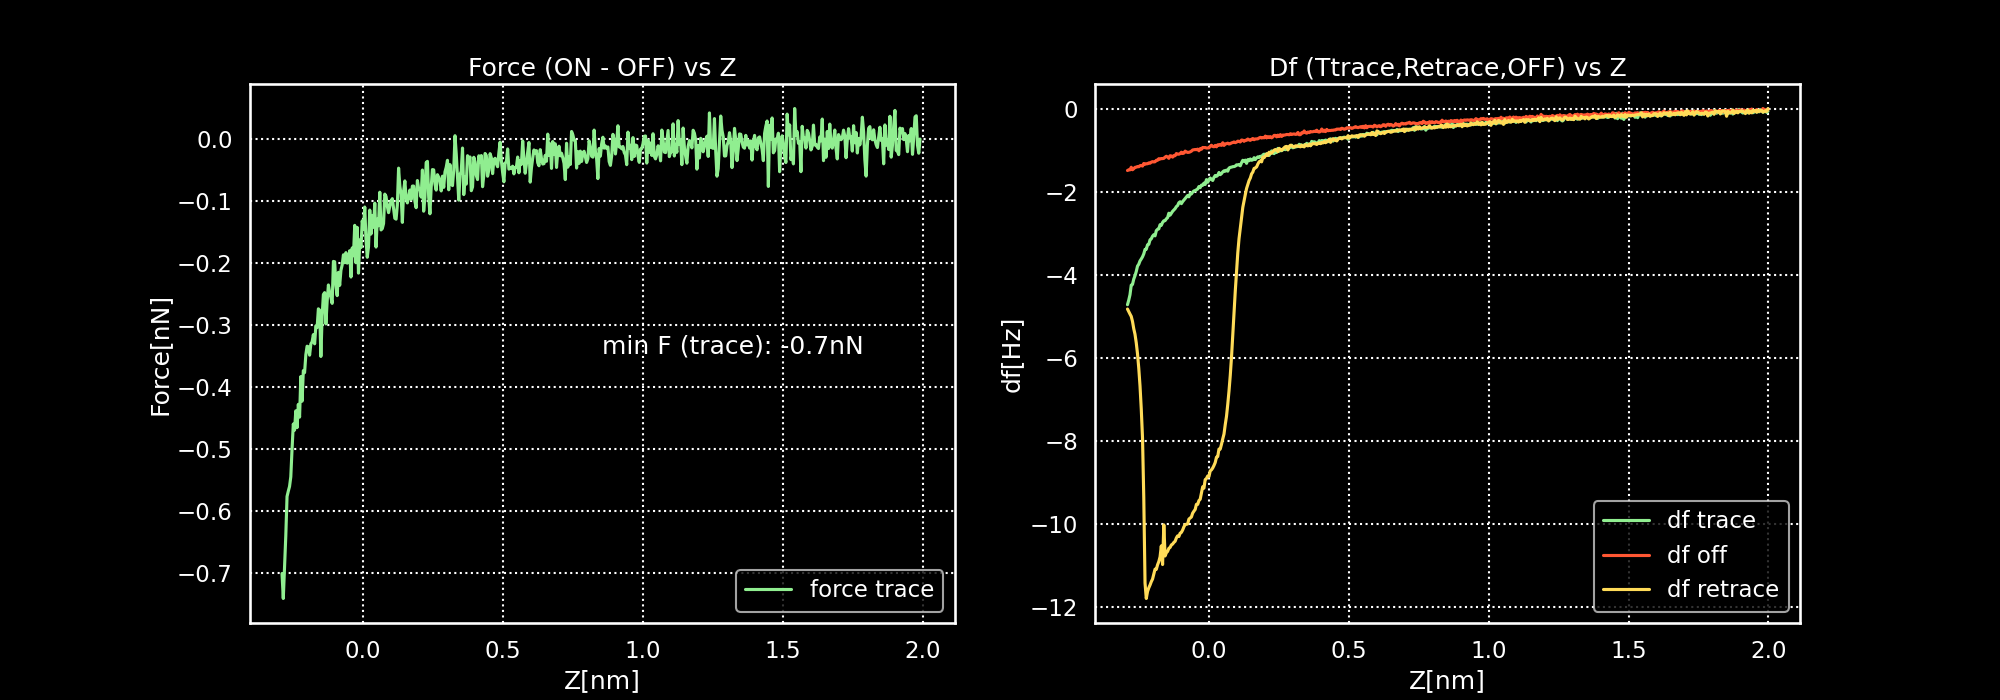 Force (ON - OFF) vs Z
0.0
−0.1
−0.2
−0.3
−0.4
−0.5
−0.6
−0.7
Force[nN]
min F (trace): -0.7nN
force trace
0.0 0.5 1.0 1.5 2.0
Z[nm]
Df (Ttrace,Retrace,OFF) vs Z
0
−2
−4
−6
−8
−10
−12
df[Hz]
df trace
df off
df retrace
0.0 0.5 1.0 1.5 2.0
Z[nm]